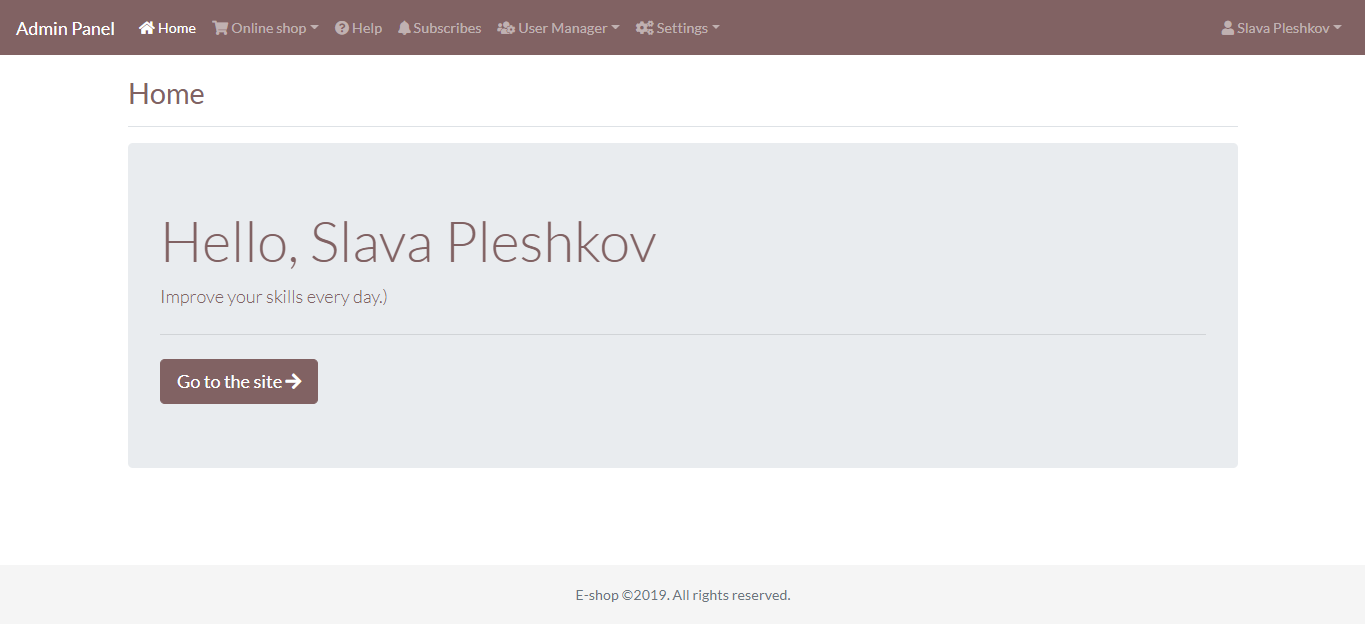 Admin Panel Home Online shop Help Subscribes User Manager Settings Slava Pleshkov
Home
Hello, Slava Pleshkov
Improve your skills every day.)
Go to the site
E-shop ©2019. All rights reserved.